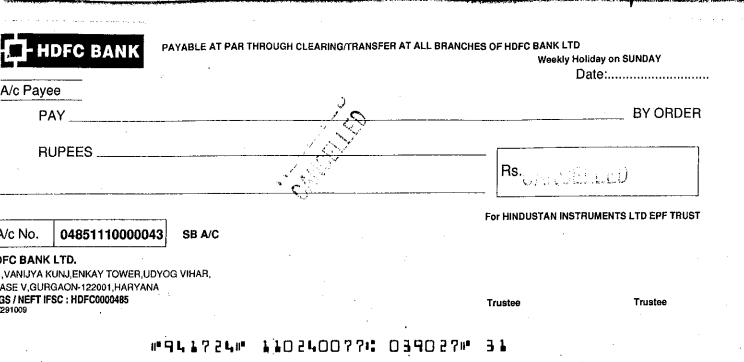 HDFC BANK
PAYABLE AT PAR THROUGH CLEARING/TRANSFER AT ALL BRANCHES OF HDFC BANK LTD
Weekly Holiday on SUNDAY
Date:............................
A/c Payee
PAY BY ORDER
RUPEES
CANCELLED
Rs. CANCELLED
For HINDUSTAN INSTRUMENTS LTD EPF TRUST
A/c No. 04851110000043 SB A/C
DFC BANK LTD.
,VANIJYA KUNJ,ENKAY TOWER,UDYOG VIHAR,
ASE V,GURGAON-122001,HARYANA
GS / NEFT IFSC : HDFC0000485
291009
Trustee Trustee
⑈941724⑈ 110240077⑆ 039027⑈ 31